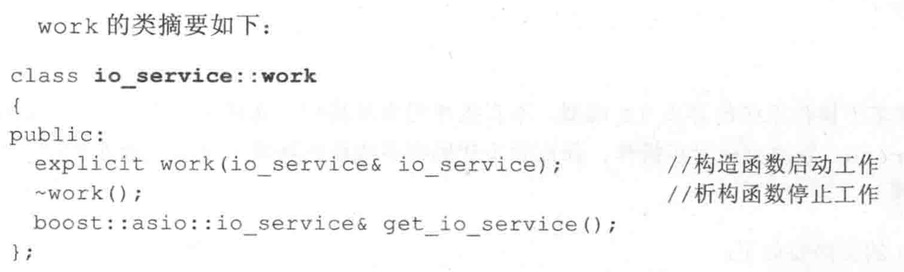 work 的类摘要如下:
class io_service::work
{
public:
explicit work(io_service& io_service); //构造函数启动工作
~work(); //析构函数停止工作
boost::asio::io_service& get_io_service();
};